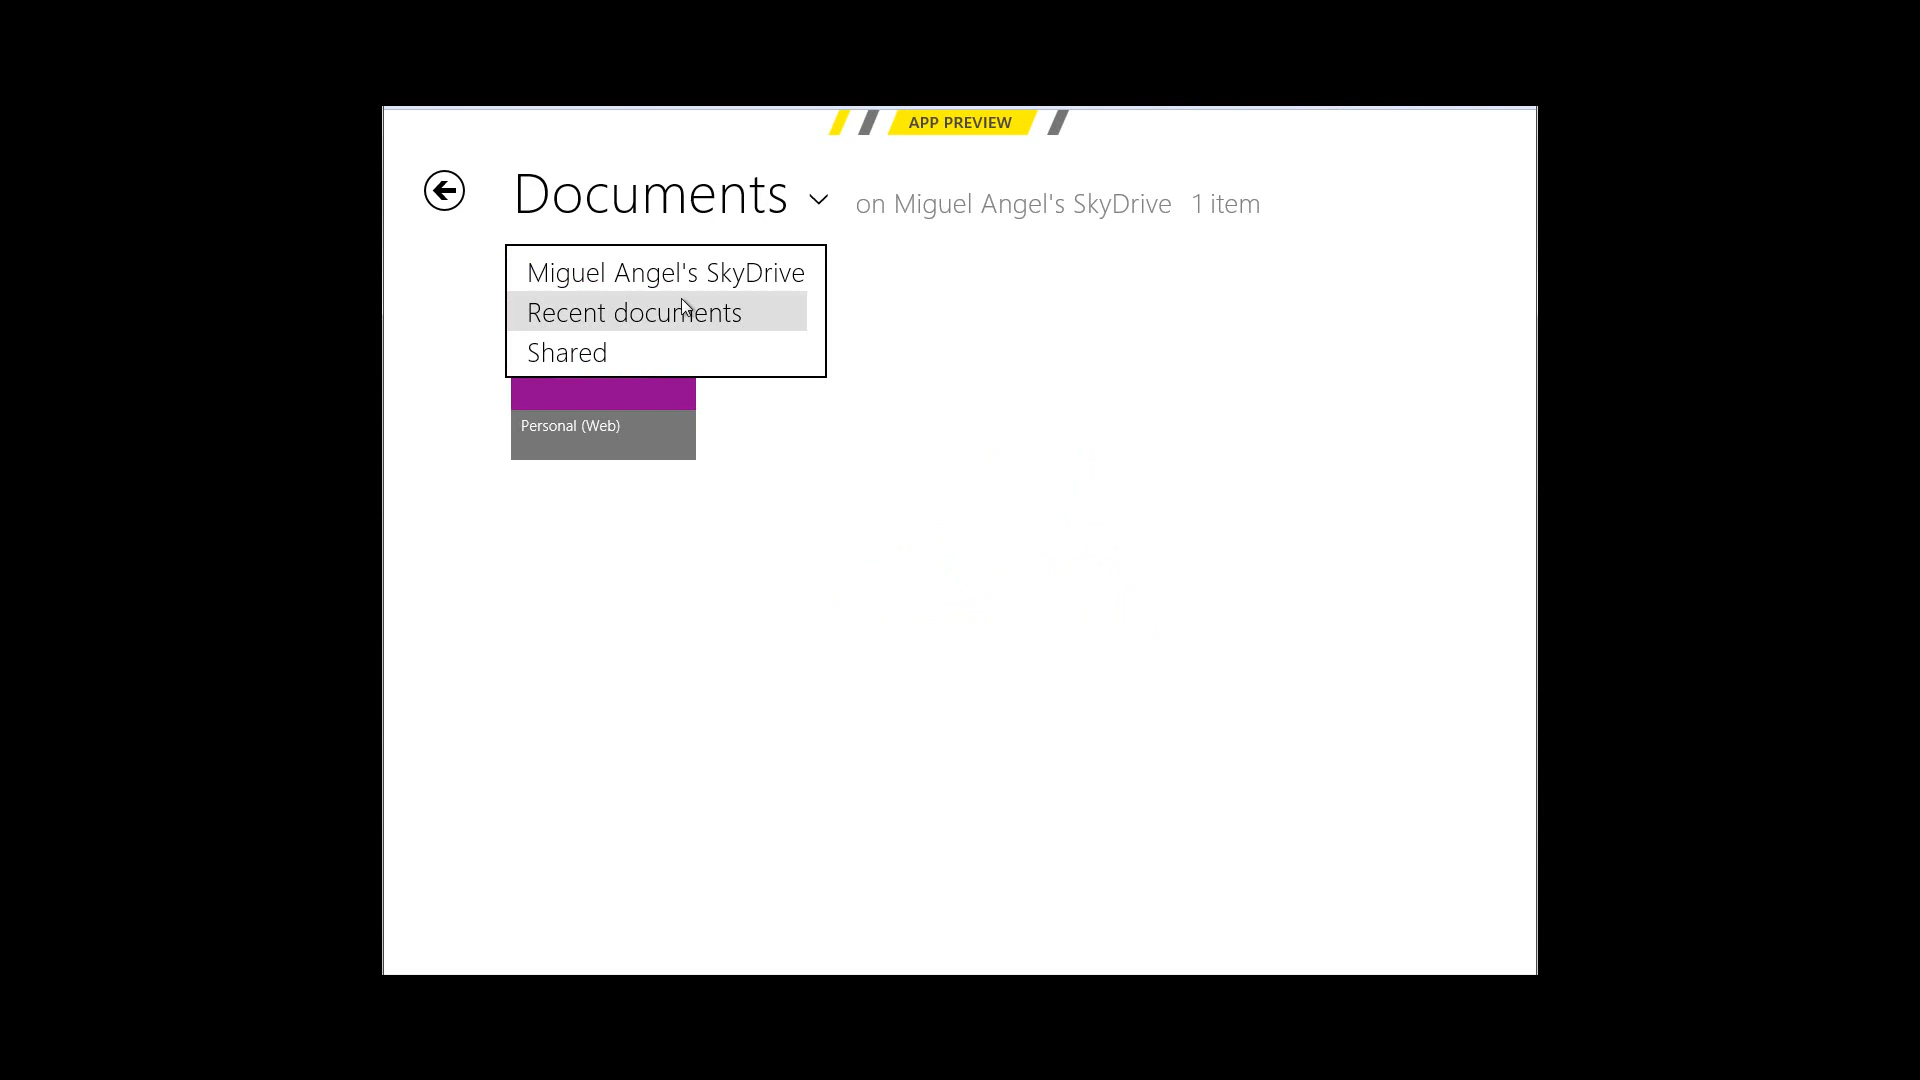 APP PREVIEW
Documents on Miguel Angel's SkyDrive 1 item
Miguel Angel's SkyDrive
Recent documents
Shared
Personal (Web)